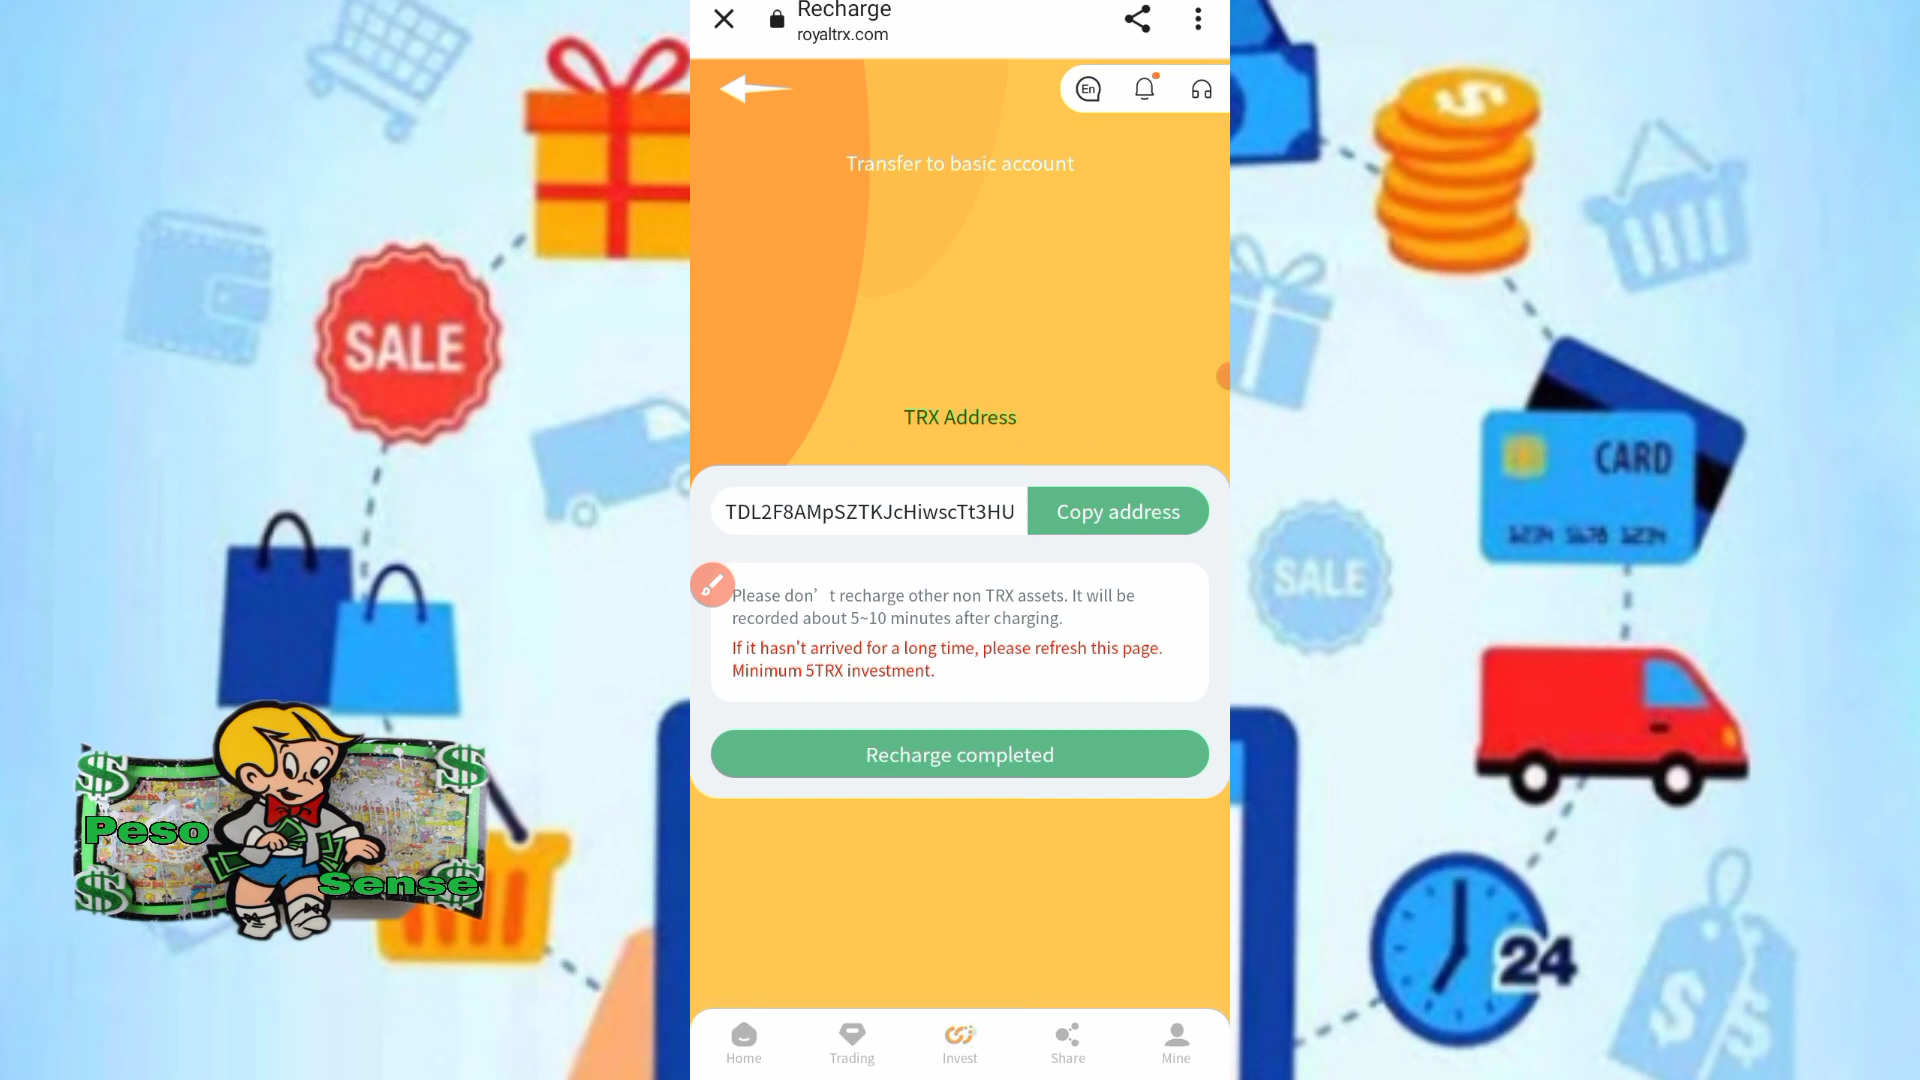 Recharge
royaltrx.com
En
Transfer to basic account
TRX Address
TDL2F8AMpSZTKJcHiwscTt3HU
Copy address
Please don’t recharge other non TRX assets. It will be
recorded about 5~10 minutes after charging.
If it hasn't arrived for a long time, please refresh this page.
Minimum 5TRX investment.
Recharge completed
Home
Trading
Invest
Share
Mine
SALE
Peso
Sense
$
$
$
$
$
CARD
1234 5678 1234
SALE
24
$
$